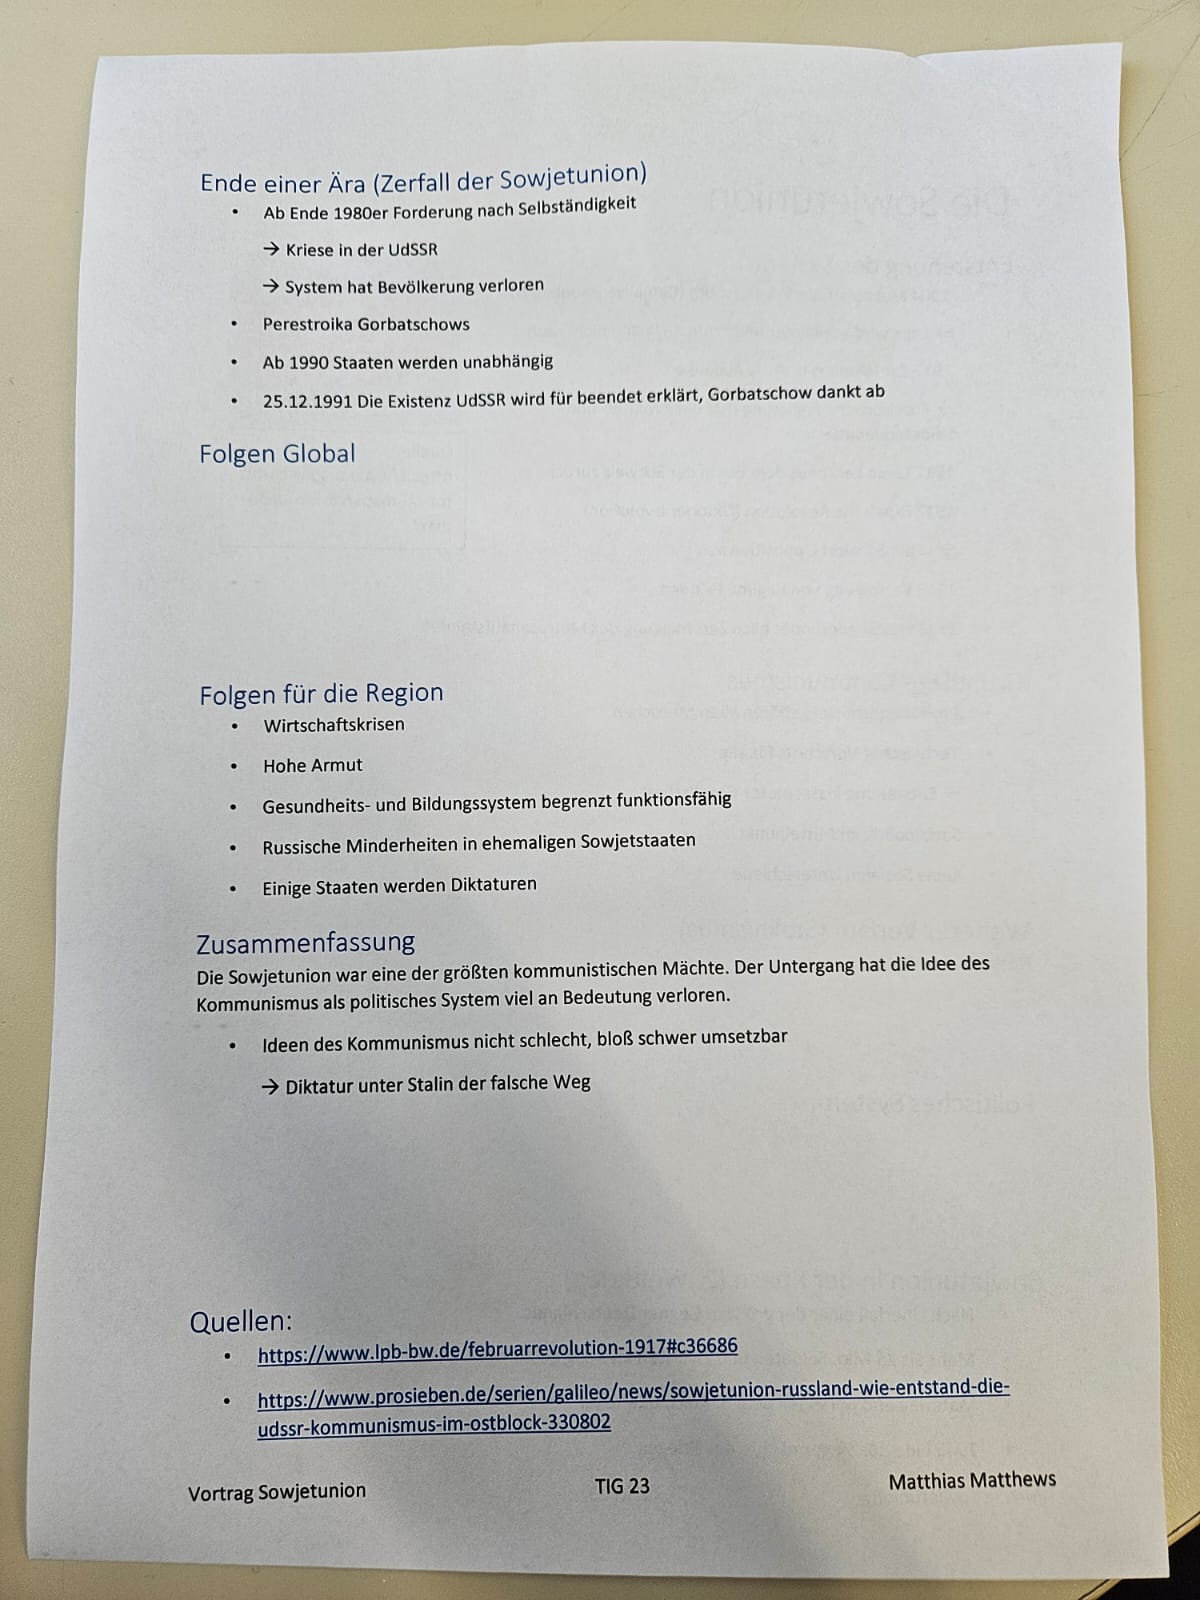 Ende einer Ära (Zerfall der Sowjetunion)
• Ab Ende 1980er Forderung nach Selbständigkeit
→ Kriese in der UdSSR
→ System hat Bevölkerung verloren
• Perestroika Gorbatschows
• Ab 1990 Staaten werden unabhängig
• 25.12.1991 Die Existenz UdSSR wird für beendet erklärt, Gorbatschow dankt ab
Folgen Global
Folgen für die Region
• Wirtschaftskrisen
• Hohe Armut
• Gesundheits- und Bildungssystem begrenzt funktionsfähig
• Russische Minderheiten in ehemaligen Sowjetstaaten
• Einige Staaten werden Diktaturen
Zusammenfassung
Die Sowjetunion war eine der größten kommunistischen Mächte. Der Untergang hat die Idee des
Kommunismus als politisches System viel an Bedeutung verloren.
• Ideen des Kommunismus nicht schlecht, bloß schwer umsetzbar
→ Diktatur unter Stalin der falsche Weg
Quellen:
• https://www.lpb-bw.de/februarrevolution-1917#c36686
• https://www.prosieben.de/serien/galileo/news/sowjetunion-russland-wie-entstand-die-
udssr-kommunismus-im-ostblock-330802
Vortrag Sowjetunion TIG 23 Matthias Matthews